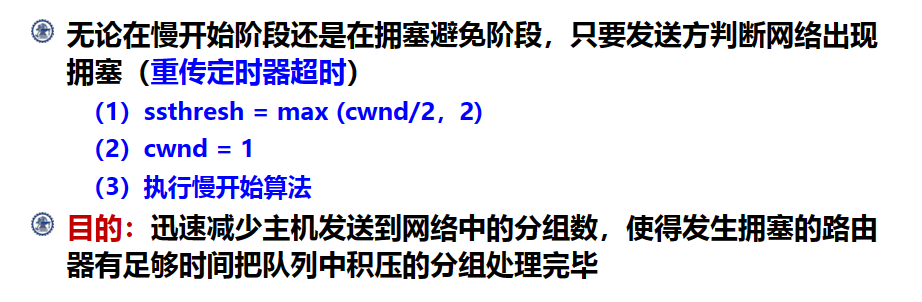 无论在慢开始阶段还是在拥塞避免阶段，只要发送方判断网络出现
拥塞（重传定时器超时）
（1）ssthresh = max (cwnd/2，2)
（2）cwnd = 1
（3）执行慢开始算法
目的：迅速减少主机发送到网络中的分组数，使得发生拥塞的路由
器有足够时间把队列中积压的分组处理完毕